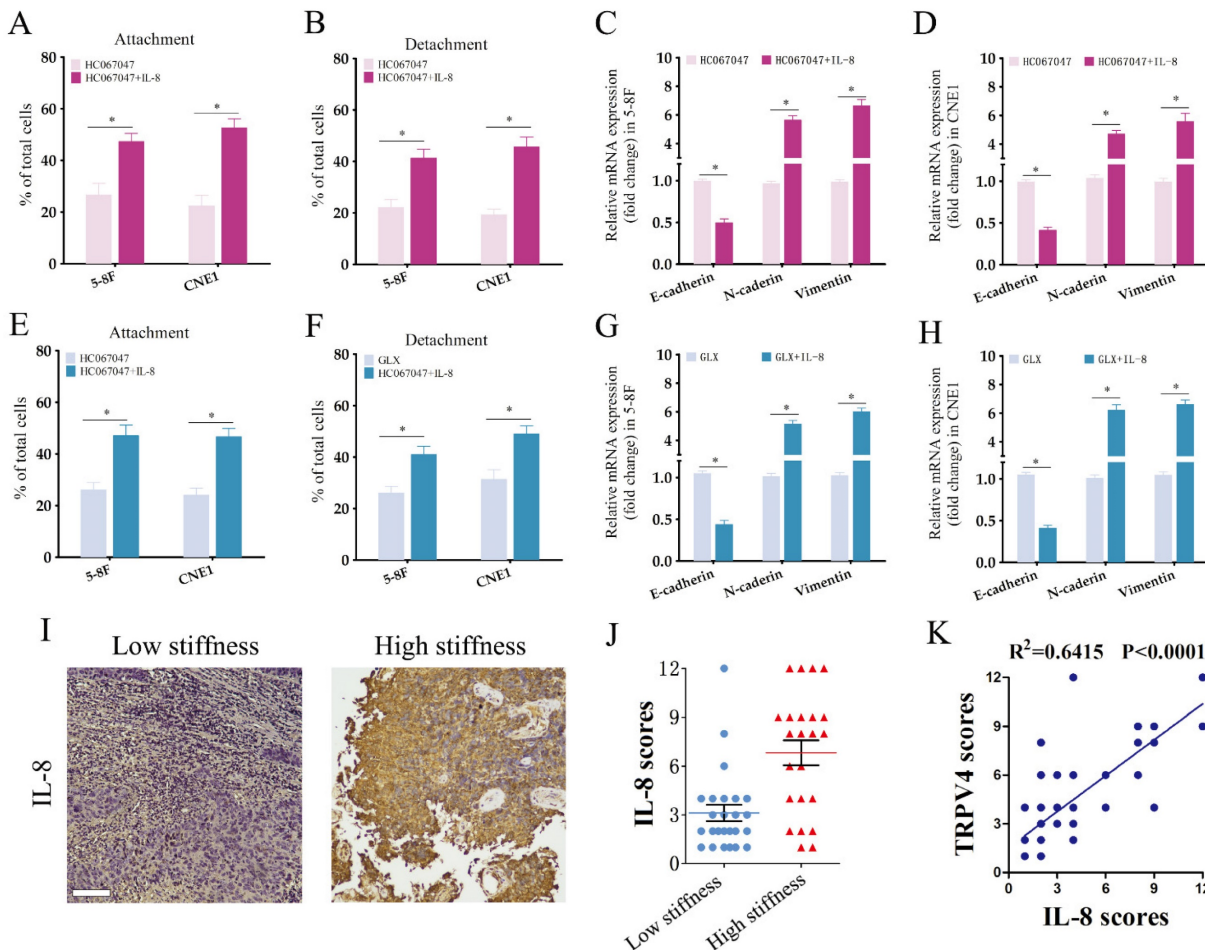 A
Attachment
HC067047
HC067047+IL-8
% of total cells
80
60
40
20
0
*
*
5-8F
CNE1
B
Detachment
HC067047
HC067047+IL-8
% of total cells
80
60
40
20
0
*
*
5-8F
CNE1
C
HC067047
HC067047+IL-8
Relative mRNA expression
(fold change) in 5-8F
10
8
6
4
2
1.0
0.5
0.0
*
*
*
E-cadherin
N-caderin
Vimentin
D
HC067047
HC067047+IL-8
Relative mRNA expression
(fold change) in CNE1
10
8
6
4
2
1.0
0.5
0.0
*
*
*
E-cadherin
N-caderin
Vimentin
E
Attachment
HC067047
HC067047+IL-8
% of total cells
80
60
40
20
0
*
*
5-8F
CNE1
F
Detachment
GLX
HC067047+IL-8
% of total cells
80
60
40
20
0
*
*
5-8F
CNE1
G
GLX
GLX+IL-8
Relative mRNA expression
(fold change) in 5-8F
10
8
6
4
2
1.0
0.5
0.0
*
*
*
E-cadherin
N-caderin
Vimentin
H
GLX
GLX+IL-8
Relative mRNA expression
(fold change) in CNE1
10
8
6
4
2
1.0
0.5
0.0
*
*
*
E-cadherin
N-caderin
Vimentin
I
Low stiffness
High stiffness
IL-8
J
IL-8 scores
12
9
6
3
0
Low stiffness
High stiffness
K
R²=0.6415 P<0.0001
TRPV4 scores
12
9
6
3
0
0
3
6
9
12
IL-8 scores